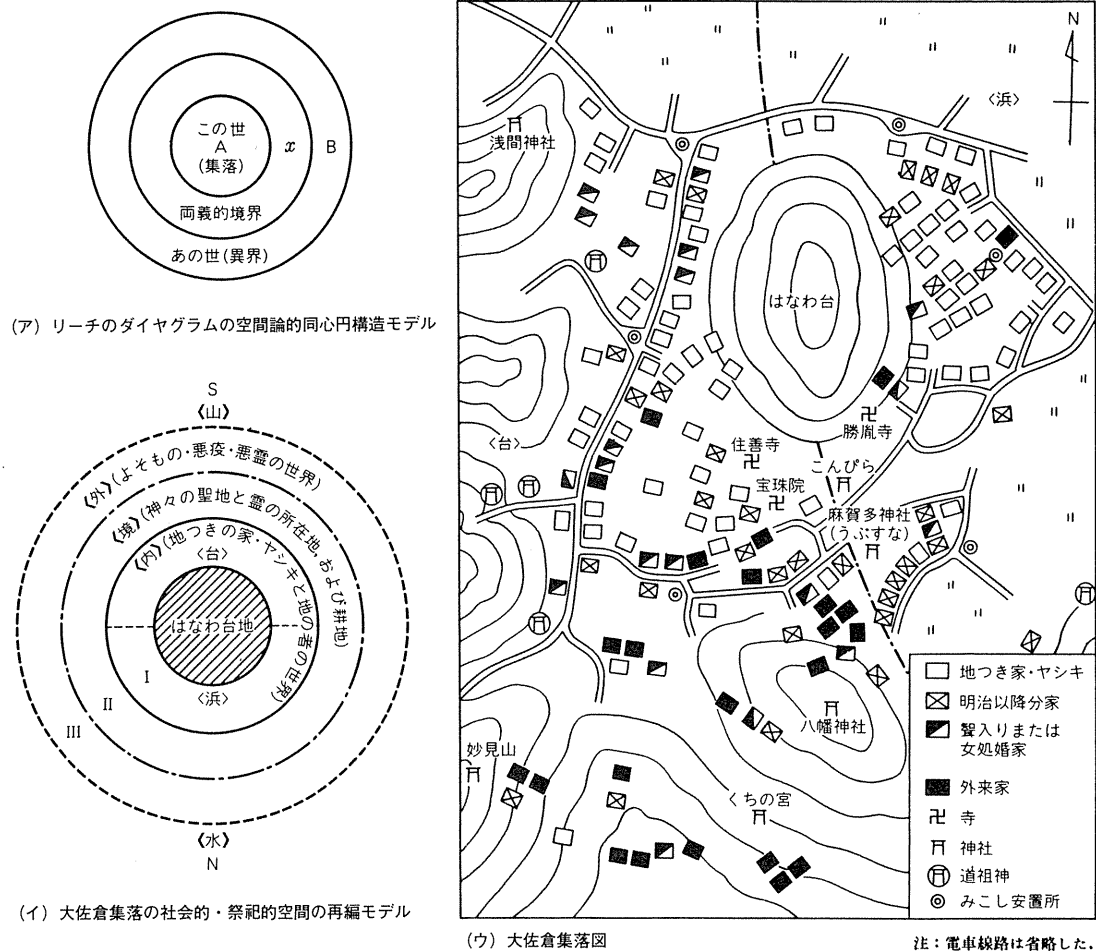 この世
A
(集落)
x
B
両義的境界
あの世(異界)
(ア) リーチのダイヤグラムの空間論的同心円構造モデル
S
《山》
《外》(よそもの・悪疫・悪霊の世界)
《境》(神々の聖地と霊の所在地,および耕地)
《内》(地つきの家・ヤシキと地の者の世界)
〈台〉
はなわ台地
I
〈浜〉
II
III
《水》
N
(イ) 大佐倉集落の社会的・祭祀的空間の再編モデル
N
〈浜〉
浅間神社
はなわ台
勝胤寺
〈台〉
住善寺
こんぴら
宝珠院
麻賀多神社
(うぶすな)
八幡神社
妙見山
くちの宮
地つき家・ヤシキ
明治以降分家
聟入りまたは
女処婚家
外来家
卍 寺
神社
道祖神
◎ みこし安置所
(ウ) 大佐倉集落図
注:電車線路は省略した.